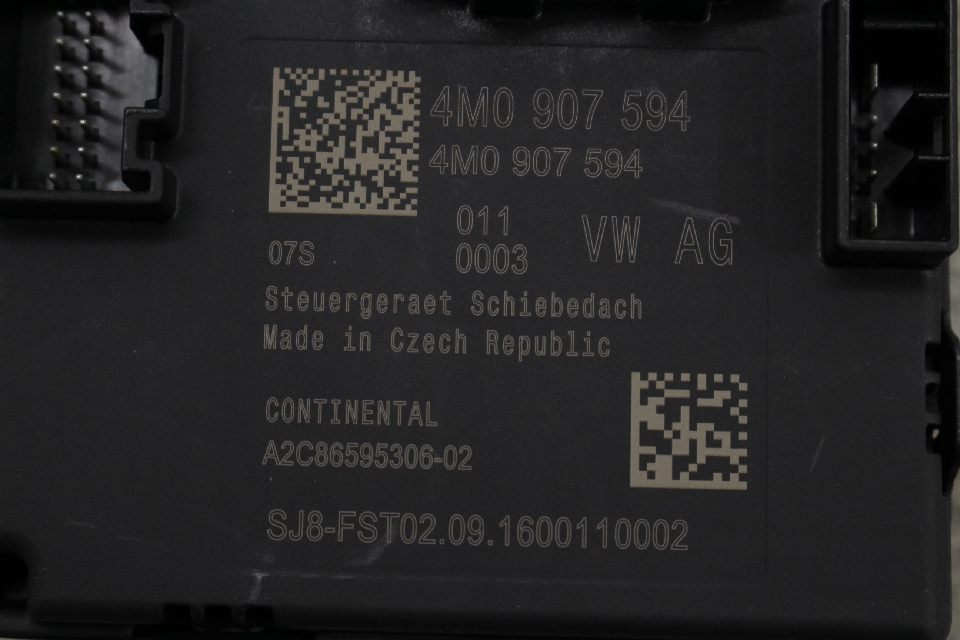 4M0 907 594
4M0 907 594
011
0003
VW AG
07S
Steuergeraet Schiebedach
Made in Czech Republic
CONTINENTAL
A2C86595306-02
SJ8-FST02.09.1600110002